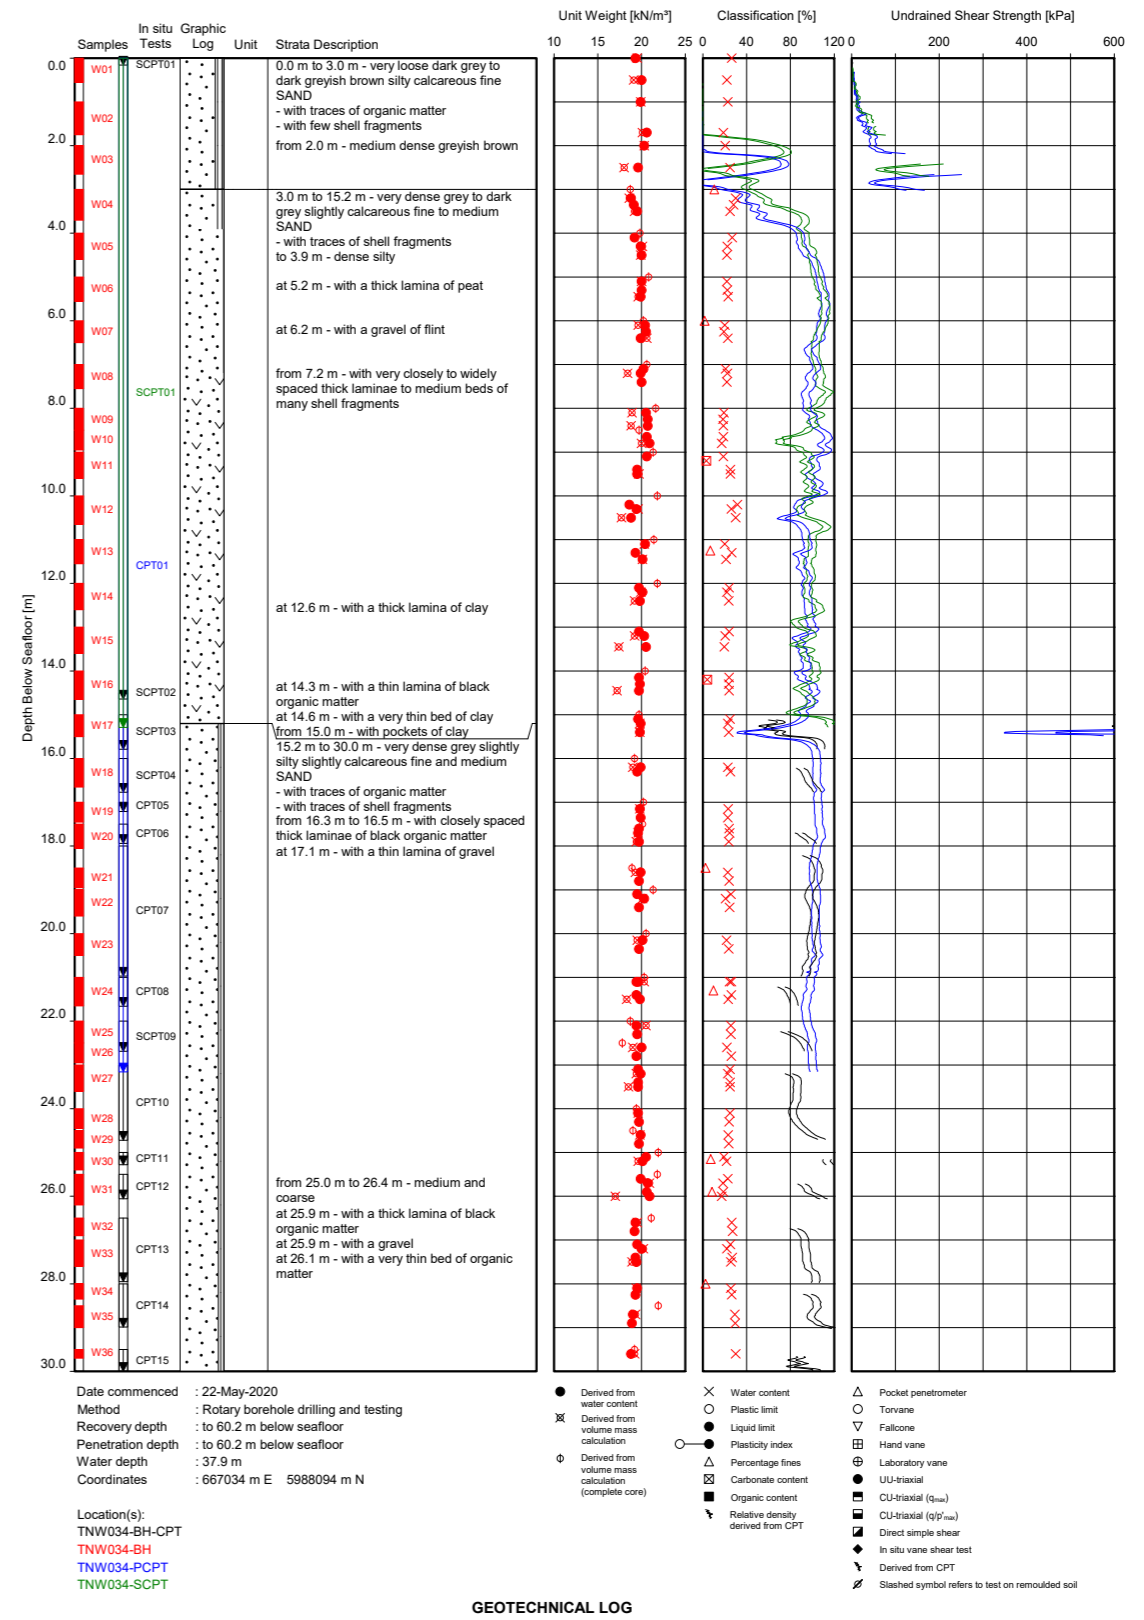 Unit Weight [kN/m³] Classification [%] Undrained Shear Strength [kPa]
Samples In situ Tests Graphic Log Unit Strata Description
10 15 20 25 0 40 80 120 0 200 400 600
Depth Below Seafloor [m]
0.0
2.0
4.0
6.0
8.0
10.0
12.0
14.0
16.0
18.0
20.0
22.0
24.0
26.0
28.0
30.0
W01
W02
W03
W04
W05
W06
W07
W08
W09
W10
W11
W12
W13
W14
W15
W16
W17
W18
W19
W20
W21
W22
W23
W24
W25
W26
W27
W28
W29
W30
W31
W32
W33
W34
W35
W36
SCPT01
SCPT01
CPT01
SCPT02
SCPT03
SCPT04
CPT05
CPT06
CPT07
CPT08
SCPT09
CPT10
CPT11
CPT12
CPT13
CPT14
CPT15
0.0 m to 3.0 m - very loose dark grey to
dark greyish brown silty calcareous fine
SAND
- with traces of organic matter
- with few shell fragments
from 2.0 m - medium dense greyish brown
3.0 m to 15.2 m - very dense grey to dark
grey slightly calcareous fine to medium
SAND
- with traces of shell fragments
to 3.9 m - dense silty
at 5.2 m - with a thick lamina of peat
at 6.2 m - with a gravel of flint
from 7.2 m - with very closely to widely
spaced thick laminae to medium beds of
many shell fragments
at 12.6 m - with a thick lamina of clay
at 14.3 m - with a thin lamina of black
organic matter
at 14.6 m - with a very thin bed of clay
from 15.0 m - with pockets of clay
15.2 m to 30.0 m - very dense grey slightly
silty slightly calcareous fine and medium
SAND
- with traces of organic matter
- with traces of shell fragments
from 16.3 m to 16.5 m - with closely spaced
thick laminae of black organic matter
at 17.1 m - with a thin lamina of gravel
from 25.0 m to 26.4 m - medium and
coarse
at 25.9 m - with a thick lamina of black
organic matter
at 25.9 m - with a gravel
at 26.1 m - with a very thin bed of organic
matter
Date commenced : 22-May-2020
Method : Rotary borehole drilling and testing
Recovery depth : to 60.2 m below seafloor
Penetration depth : to 60.2 m below seafloor
Water depth : 37.9 m
Coordinates : 667034 m E 5988094 m N
Location(s):
TNW034-BH-CPT
TNW034-BH
TNW034-PCPT
TNW034-SCPT
Derived from
water content
Derived from
volume mass
calculation
Derived from
volume mass
calculation
(complete core)
Water content
Plastic limit
Liquid limit
Plasticity index
Percentage fines
Carbonate content
Organic content
Relative density
derived from CPT
Pocket penetrometer
Torvane
Fallcone
Hand vane
Laboratory vane
UU-triaxial
CU-triaxial (qmax)
CU-triaxial (q/p'max)
Direct simple shear
In situ vane shear test
Derived from CPT
Slashed symbol refers to test on remoulded soil
GEOTECHNICAL LOG